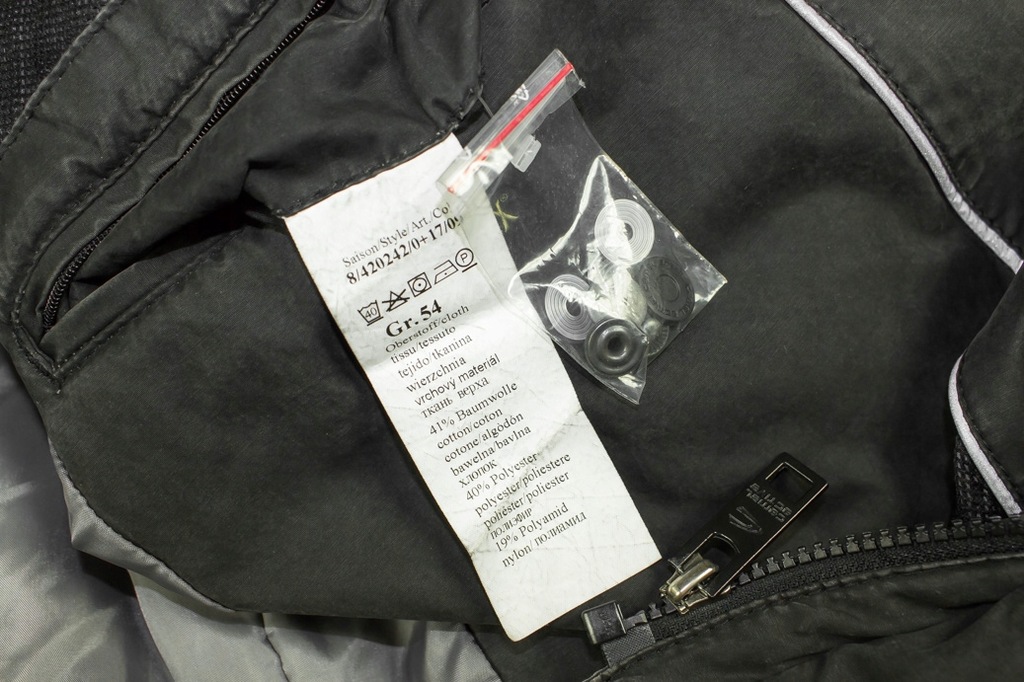 Saison/Style/Art./Co
8/420242/0+17/09
40 P
Gr. 54
Oberstoff/cloth
tissu/tessuto
tejido/tkanina
wierzchnia
vrchový materiál
ткань верха
41% Baumwolle
cotton/coton
cotone/algodón
bawełna/bavlna
хлопок
40% Polyester
polyester/poliestere
poliéster/poliester
полиэфир
19% Polyamid
nylon/полиамид